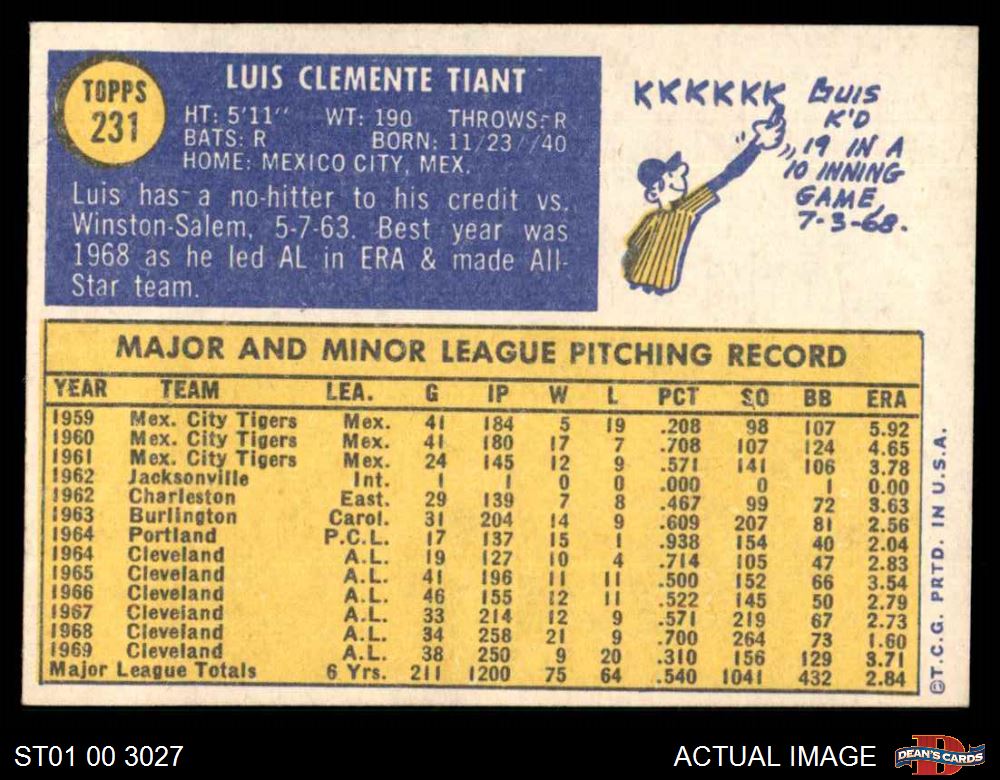 TOPPS
231
LUIS CLEMENTE TIANT
HT: 5'11" WT: 190 THROWS: R
BATS: R BORN: 11/23/40
HOME: MEXICO CITY, MEX.
Luis has a no-hitter to his credit vs.
Winston-Salem, 5-7-63. Best year was
1968 as he led AL in ERA & made All-
Star team.
KKKKKK
LUIS
K'D
19 IN A
10 INNING
GAME,
7-3-68.
MAJOR AND MINOR LEAGUE PITCHING RECORD
YEAR TEAM LEA. G IP W L PCT SO BB ERA
1959 Mex. City Tigers Mex. 41 184 5 19 .208 98 107 5.92
1960 Mex. City Tigers Mex. 41 180 17 7 .708 107 124 4.65
1961 Mex. City Tigers Mex. 24 145 12 9 .571 141 106 3.78
1962 Jacksonville Int. 1 1 0 0 .000 0 1 0.00
1962 Charleston East. 29 139 7 8 .467 99 72 3.63
1963 Burlington Carol. 31 204 14 9 .609 207 81 2.56
1964 Portland P.C.L. 17 137 15 1 .938 154 40 2.04
1964 Cleveland A.L. 19 127 10 4 .714 105 47 2.83
1965 Cleveland A.L. 41 196 11 11 .500 152 66 3.54
1966 Cleveland A.L. 46 155 12 11 .522 145 50 2.79
1967 Cleveland A.L. 33 214 12 9 .571 219 67 2.73
1968 Cleveland A.L. 34 258 21 9 .700 264 73 1.60
1969 Cleveland A.L. 38 250 9 20 .310 156 129 3.71
Major League Totals 6 Yrs. 211 1200 75 64 .540 1041 432 2.84
©T.C.G. PRTD. IN U.S.A.
ST01 00 3027
ACTUAL IMAGE
D
DEAN'S CARDS